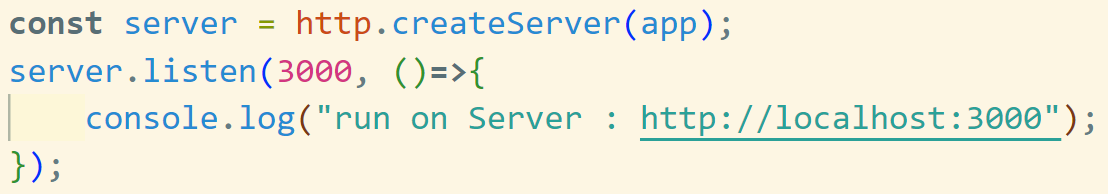 const server = http.createServer(app);
server.listen(3000, ()=>{
    console.log("run on Server : http://localhost:3000");
});